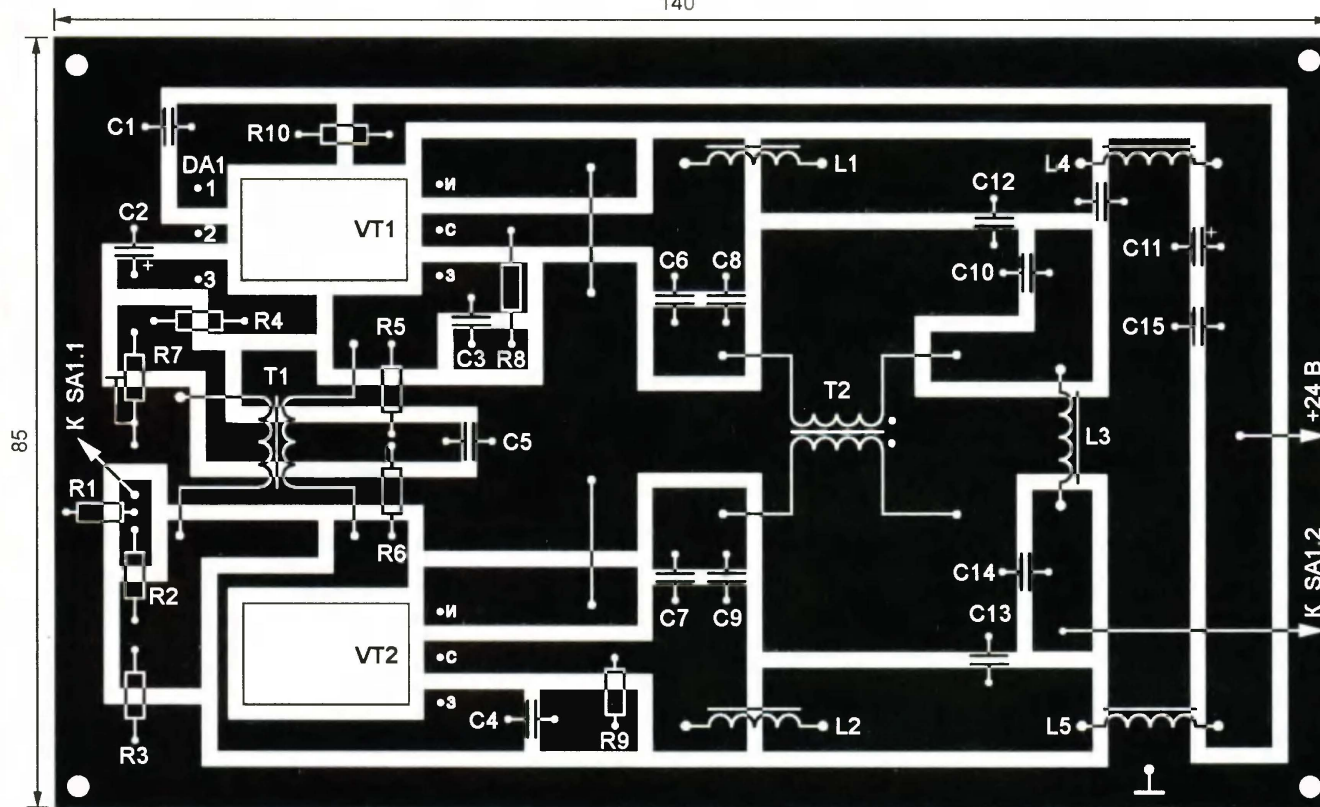 140
C1
R10
DA1
1
VT1
и
L1
L4
C12
C2
2
с
C11
+
3
+
з
C6
C8
C10
R4
R5
C15
R7
C3
R8
T1
T2
К SA1.1
+24 В
85
C5
L3
R1
R6
К SA1.2
C14
R2
и
C7
C9
C13
VT2
с
з
R3
C4
R9
L2
L5